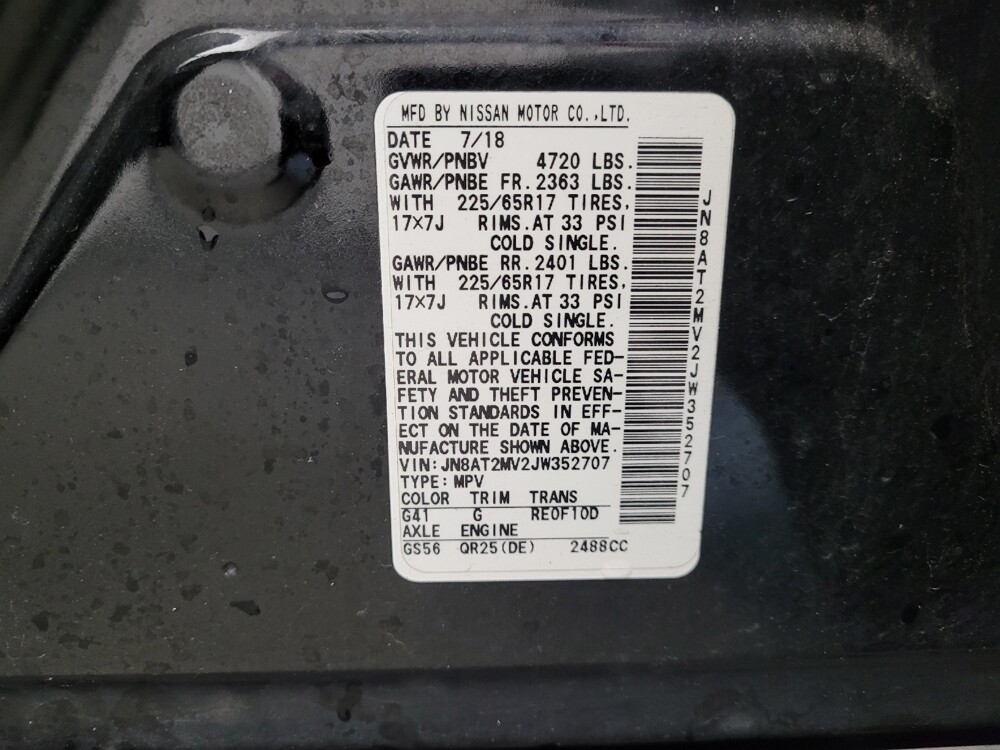 MFD BY NISSAN MOTOR CO.,LTD.
DATE 7/18
GVWR/PNBV 4720 LBS.
GAWR/PNBE FR.2363 LBS.
WITH 225/65R17 TIRES,
17×7J RIMS.AT 33 PSI
COLD SINGLE.
GAWR/PNBE RR.2401 LBS.
WITH 225/65R17 TIRES,
17×7J RIMS.AT 33 PSI
COLD SINGLE.
THIS VEHICLE CONFORMS
TO ALL APPLICABLE FED-
ERAL MOTOR VEHICLE SA-
FETY AND THEFT PREVEN-
TION STANDARDS IN EFF-
ECT ON THE DATE OF MA-
NUFACTURE SHOWN ABOVE.
VIN:JN8AT2MV2JW352707
TYPE:MPV
COLOR TRIM TRANS
G41 G RE0F10D
AXLE ENGINE
GS56 QR25(DE) 2488CC
JN8AT2MV2JW352707